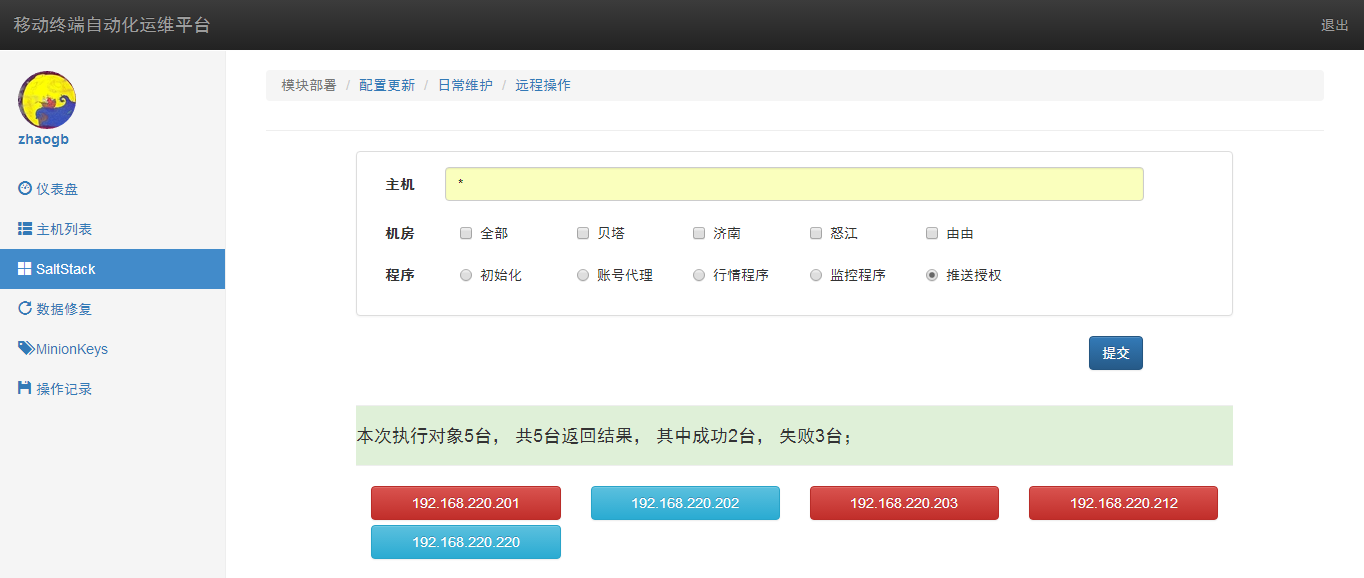 移动终端自动化运维平台 退出
模块部署 / 配置更新 / 日常维护 / 远程操作
zhaogb
仪表盘
主机列表
SaltStack
数据修复
MinionKeys
操作记录
主机 *
机房 全部 贝塔 济南 怒江 由由
程序 初始化 账号代理 行情程序 监控程序 推送授权
提交
本次执行对象5台， 共5台返回结果， 其中成功2台， 失败3台；
192.168.220.201 192.168.220.202 192.168.220.203 192.168.220.212
192.168.220.220